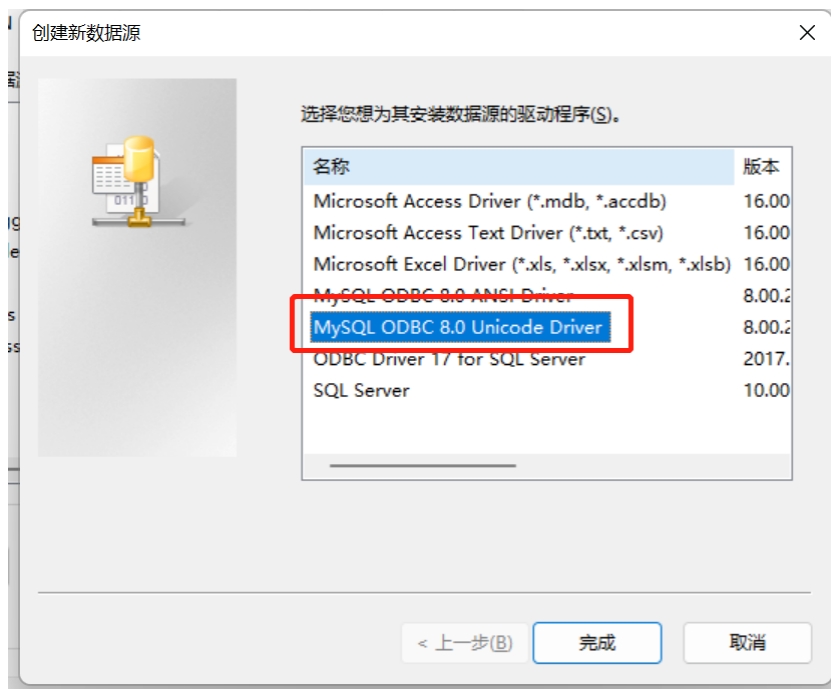 创建新数据源
选择您想为其安装数据源的驱动程序(S)。
名称 版本
Microsoft Access Driver (*.mdb, *.accdb) 16.00
Microsoft Access Text Driver (*.txt, *.csv) 16.00
Microsoft Excel Driver (*.xls, *.xlsx, *.xlsm, *.xlsb) 16.00
MySQL ODBC 8.0 ANSI Driver 8.00.2
MySQL ODBC 8.0 Unicode Driver 8.00.2
ODBC Driver 17 for SQL Server 2017.
SQL Server 10.00
< 上一步(B) 完成 取消